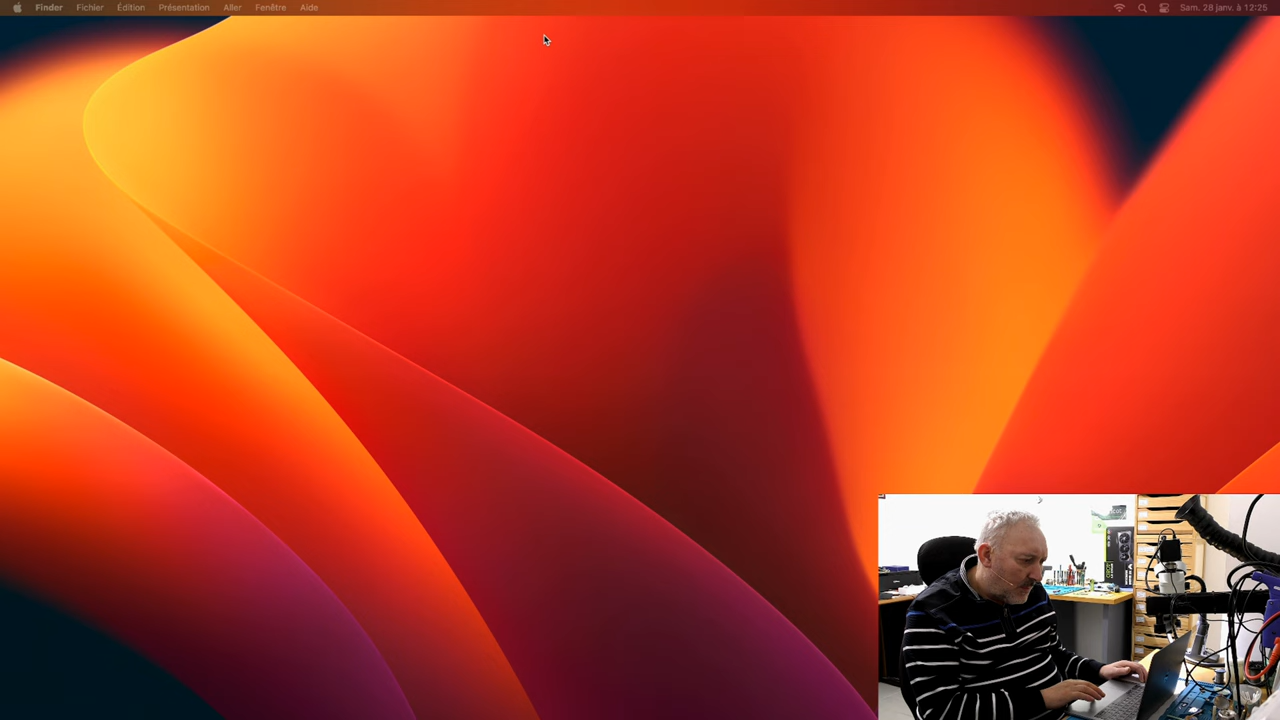 Finder Fichier Édition Présentation Aller Fenêtre Aide Sam. 28 janv. à 12:25